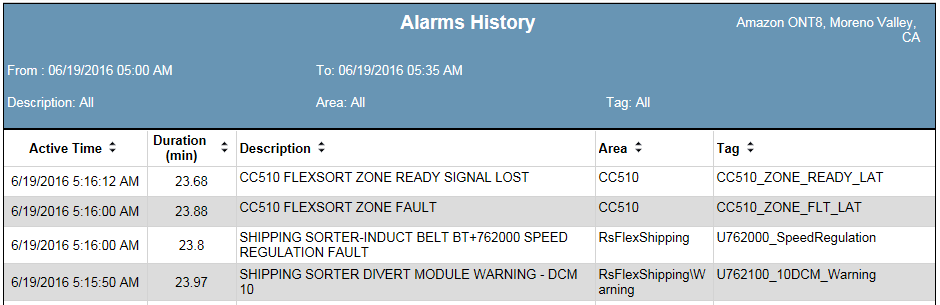 Alarms History
Amazon ONT8, Moreno Valley,
CA
From : 06/19/2016 05:00 AM To: 06/19/2016 05:35 AM
Description: All Area: All Tag: All
Active Time Duration (min) Description Area Tag
6/19/2016 5:16:12 AM 23.68 CC510 FLEXSORT ZONE READY SIGNAL LOST CC510 CC510_ZONE_READY_LAT
6/19/2016 5:16:00 AM 23.88 CC510 FLEXSORT ZONE FAULT CC510 CC510_ZONE_FLT_LAT
6/19/2016 5:16:00 AM 23.8 SHIPPING SORTER-INDUCT BELT BT+762000 SPEED RsFlexShipping U762000_SpeedRegulation
REGULATION FAULT
6/19/2016 5:15:50 AM 23.97 SHIPPING SORTER DIVERT MODULE WARNING - DCM RsFlexShipping\W U762100_10DCM_Warning
10 arning